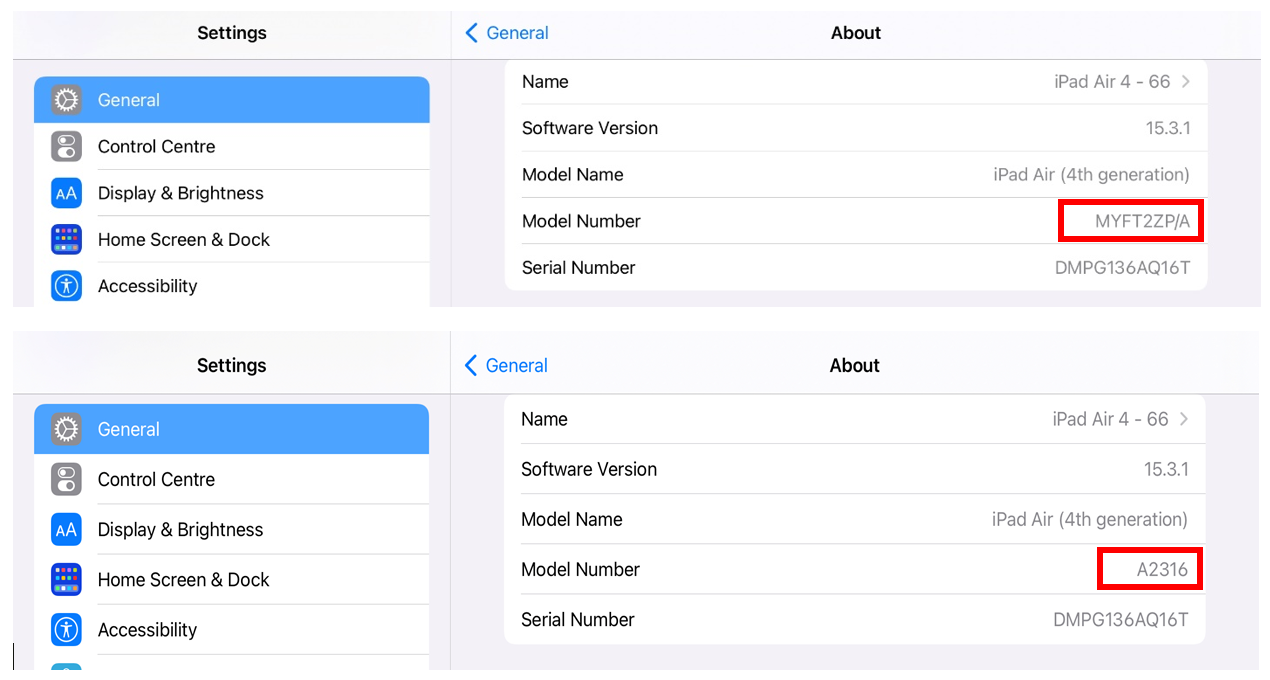 Settings
General
About
General
Control Centre
Display & Brightness
Home Screen & Dock
Accessibility
Name iPad Air 4 - 66
Software Version 15.3.1
Model Name iPad Air (4th generation)
Model Number MYFT2ZP/A
Serial Number DMPG136AQ16T
Settings
General
About
General
Control Centre
Display & Brightness
Home Screen & Dock
Accessibility
Name iPad Air 4 - 66
Software Version 15.3.1
Model Name iPad Air (4th generation)
Model Number A2316
Serial Number DMPG136AQ16T